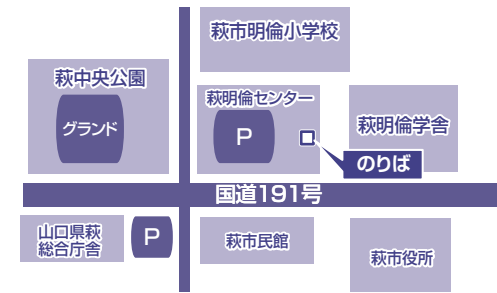 萩市明倫小学校
萩中央公園
グランド
萩明倫センター
P
萩明倫学舎
のりば
国道191号
山口県萩
総合庁舎
P
萩市民館
萩市役所